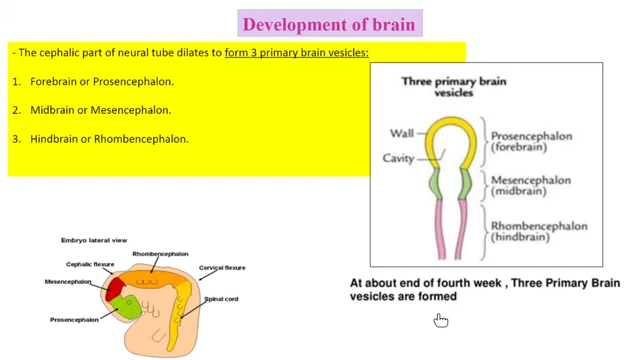 Development of brain
- The cephalic part of neural tube dilates to form 3 primary brain vesicles:
1. Forebrain or Prosencephalon.
2. Midbrain or Mesencephalon.
3. Hindbrain or Rhombencephalon.
Three primary brain
vesicles
Wall
Cavity
Prosencephalon
(forebrain)
Mesencephalon
(midbrain)
Rhombencephalon
(hindbrain)
At about end of fourth week , Three Primary Brain
vesicles are formed
Embryo lateral view
Rhombencephalon
Cephalic flexure
Cervical flexure
Mesencephalon
Spinal cord
Prosencephalon